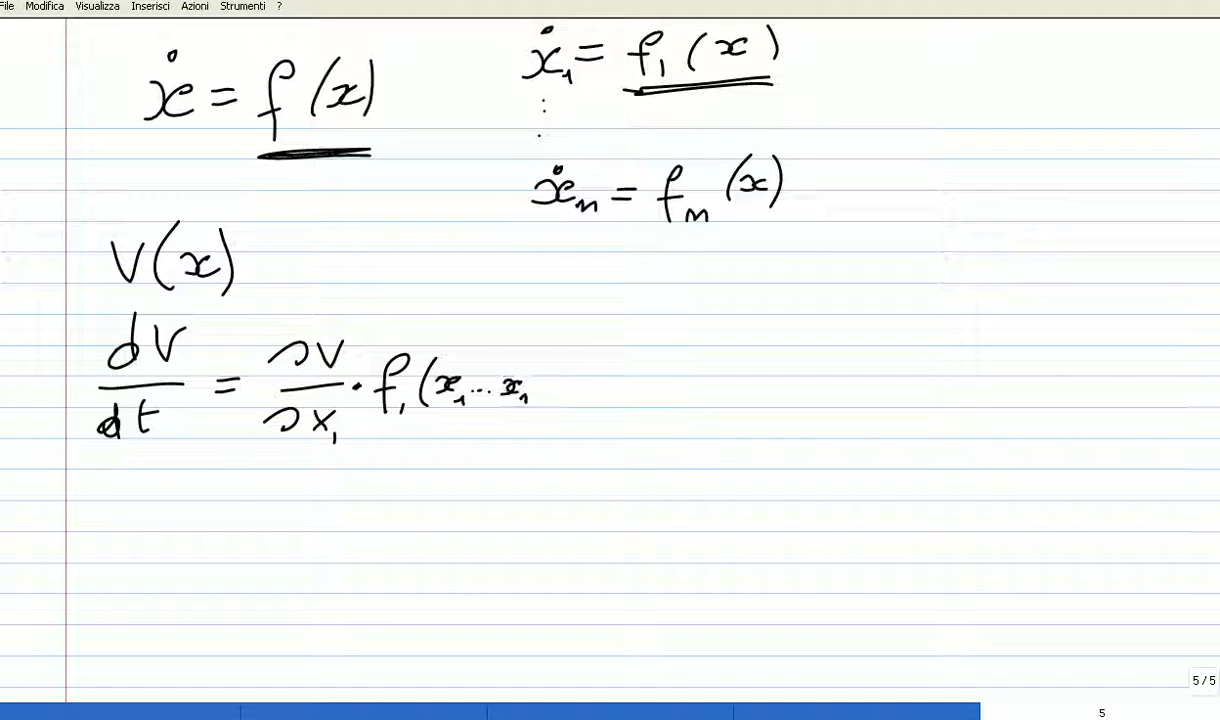 File Modifica Visualizza Inserisci Azioni Strumenti ?
ẋ = f(x)
ẋ₁ = f₁(x)
⋮
ẋₙ = fₙ(x)
V(x)
dV/dt = ∂V/∂x₁ · f₁(x₁ ... x₁
5/5
5